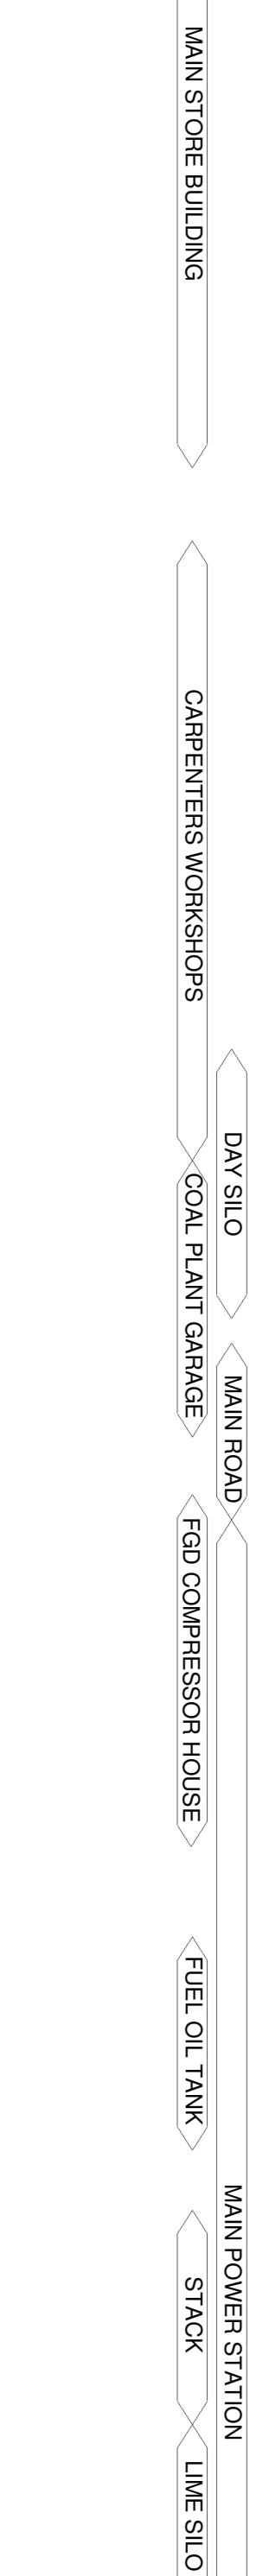 MAIN STORE BUILDING
CARPENTERS WORKSHOPS
DAY SILO
COAL PLANT GARAGE
MAIN ROAD
FGD COMPRESSOR HOUSE
FUEL OIL TANK
MAIN POWER STATION
STACK
LIME SILO